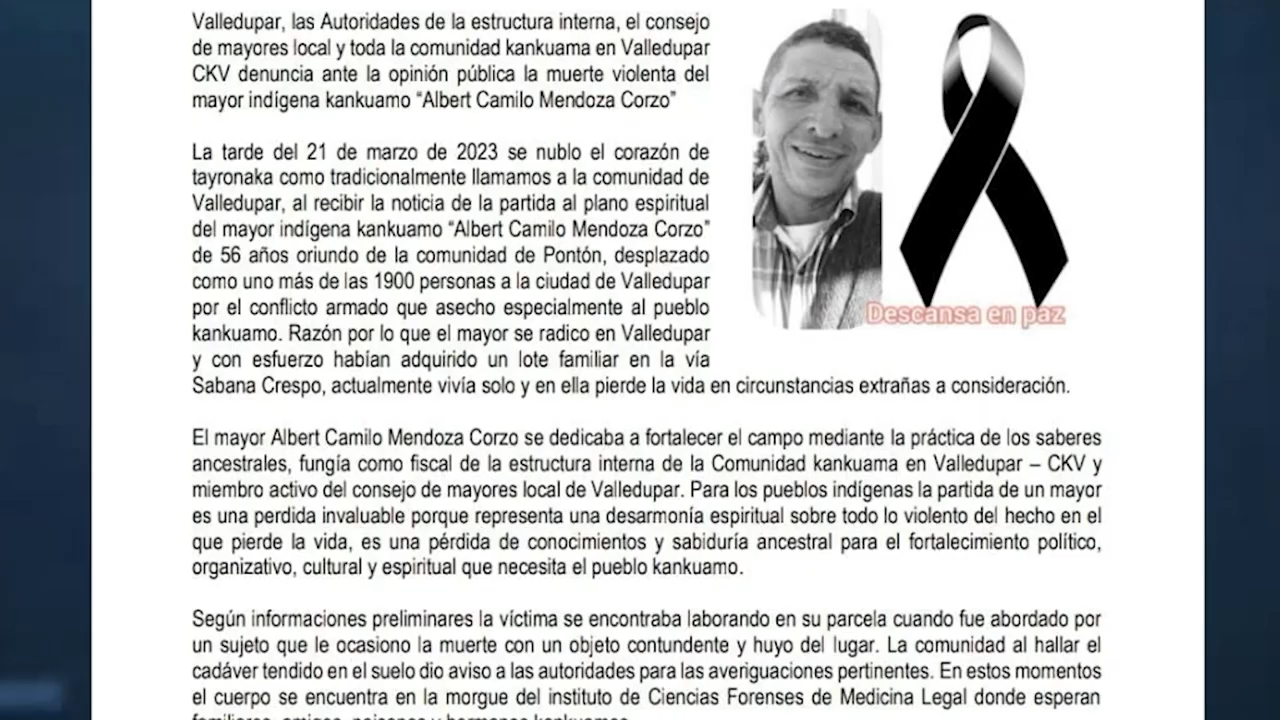 Valledupar, las Autoridades de la estructura interna, el consejo
de mayores local y toda la comunidad kankuama en Valledupar
CKV denuncia ante la opinión pública la muerte violenta del
mayor indígena kankuamo “Albert Camilo Mendoza Corzo”
La tarde del 21 de marzo de 2023 se nublo el corazón de
tayronaka como tradicionalmente llamamos a la comunidad de
Valledupar, al recibir la noticia de la partida al plano espiritual
del mayor indígena kankuamo “Albert Camilo Mendoza Corzo”
de 56 años oriundo de la comunidad de Pontón, desplazado
como uno más de las 1900 personas a la ciudad de Valledupar
por el conflicto armado que asecho especialmente al pueblo
kankuamo. Razón por lo que el mayor se radico en Valledupar
y con esfuerzo habían adquirido un lote familiar en la vía
Sabana Crespo, actualmente vivía solo y en ella pierde la vida en circunstancias extrañas a consideración.
Descansa en paz
El mayor Albert Camilo Mendoza Corzo se dedicaba a fortalecer el campo mediante la práctica de los saberes
ancestrales, fungía como fiscal de la estructura interna de la Comunidad kankuama en Valledupar – CKV y
miembro activo del consejo de mayores local de Valledupar. Para los pueblos indígenas la partida de un mayor
es una perdida invaluable porque representa una desarmonía espiritual sobre todo lo violento del hecho en el
que pierde la vida, es una pérdida de conocimientos y sabiduría ancestral para el fortalecimiento político,
organizativo, cultural y espiritual que necesita el pueblo kankuamo.
Según informaciones preliminares la víctima se encontraba laborando en su parcela cuando fue abordado por
un sujeto que le ocasiono la muerte con un objeto contundente y huyo del lugar. La comunidad al hallar el
cadáver tendido en el suelo dio aviso a las autoridades para las averiguaciones pertinentes. En estos momentos
el cuerpo se encuentra en la morgue del instituto de Ciencias Forenses de Medicina Legal donde esperan